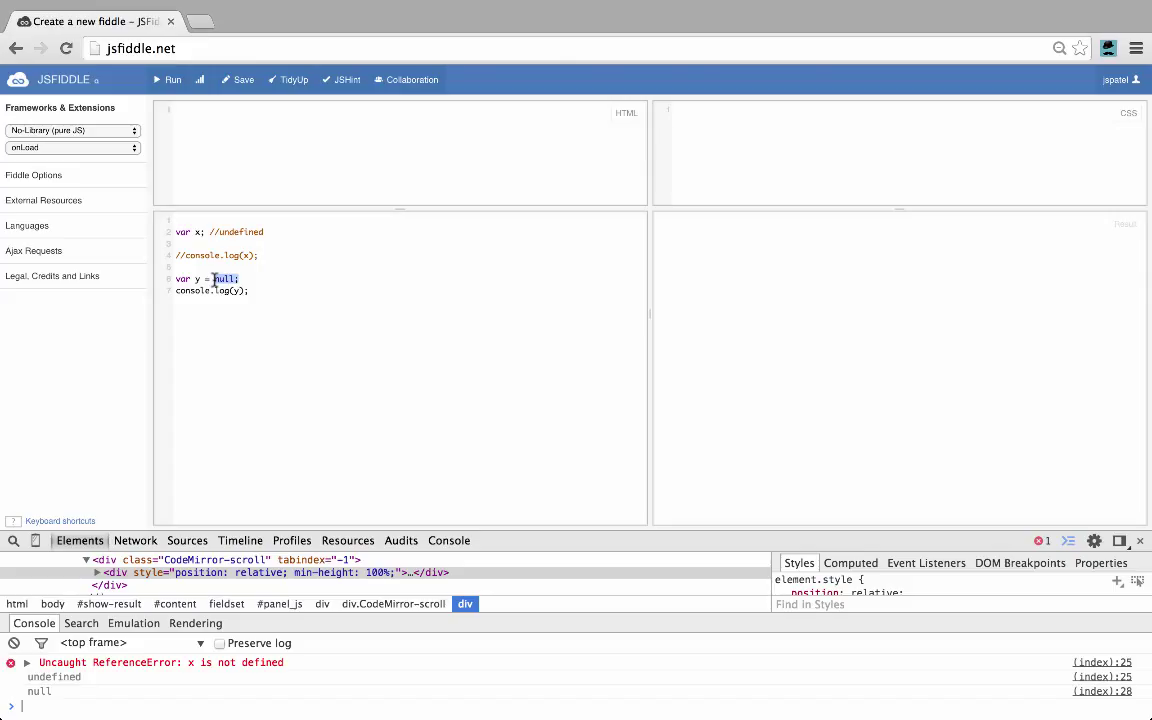 Create a new fiddle – JSFid
jsfiddle.net
JSFIDDLE α
Run
Save
TidyUp
JSHint
Collaboration
jspatel
Frameworks & Extensions
No-Library (pure JS)
onLoad
Fiddle Options
External Resources
Languages
Ajax Requests
Legal, Credits and Links
Keyboard shortcuts
1
HTML
1
CSS
1
2 var x; //undefined
3
4 //console.log(x);
5
6 var y = null;
7 console.log(y);
Result
Elements Network Sources Timeline Profiles Resources Audits Console
1
<div class="CodeMirror-scroll" tabindex="-1">
<div style="position: relative; min-height: 100%;">…</div>
</div>
html body #show-result #content fieldset #panel_js div div.CodeMirror-scroll div
Styles Computed Event Listeners DOM Breakpoints Properties
element.style {
position: relative;
Find in Styles
Console Search Emulation Rendering
<top frame> Preserve log
Uncaught ReferenceError: x is not defined (index):25
undefined (index):25
null (index):28
>